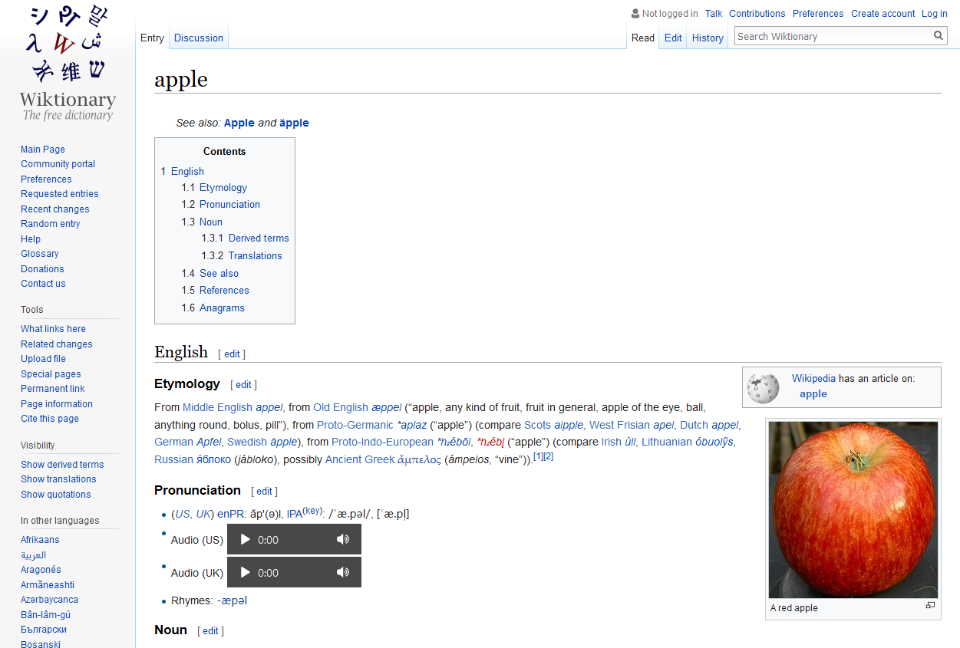 Not logged in Talk Contributions Preferences Create account Log in
Entry Discussion Read Edit History Search Wiktionary
Wiktionary
The free dictionary
Main Page
Community portal
Preferences
Requested entries
Recent changes
Random entry
Help
Glossary
Donations
Contact us
Tools
What links here
Related changes
Upload file
Special pages
Permanent link
Page information
Cite this page
Visibility
Show derived terms
Show translations
Show quotations
In other languages
Afrikaans
العربية
Aragonés
Armãneashti
Azərbaycanca
Bân-lâm-gú
Български
Bosanski
apple
See also: Apple and äpple
Contents
1 English
1.1 Etymology
1.2 Pronunciation
1.3 Noun
1.3.1 Derived terms
1.3.2 Translations
1.4 See also
1.5 References
1.6 Anagrams
English [ edit ]
Etymology [ edit ]
From Middle English appel, from Old English æppel (“apple, any kind of fruit, fruit in general, apple of the eye, ball,
anything round, bolus, pill”), from Proto-Germanic *aplaz (“apple”) (compare Scots aipple, West Frisian apel, Dutch appel,
German Apfel, Swedish äpple), from Proto-Indo-European *h₂ébōl, *h₂ébl̥ (“apple”) (compare Irish úll, Lithuanian óbuolỹs,
Russian я́блоко (jábloko), possibly Ancient Greek ἄμπελος (ámpelos, “vine”)).[1][2]
Wikipedia has an article on:
apple
A red apple
Pronunciation [ edit ]
(US, UK) enPR: ăp'(ə)l, IPA(key): /ˈæ.pəl/, [ˈæ.pl̩]
Audio (US) 0:00
Audio (UK) 0:00
Rhymes: -æpəl
Noun [ edit ]